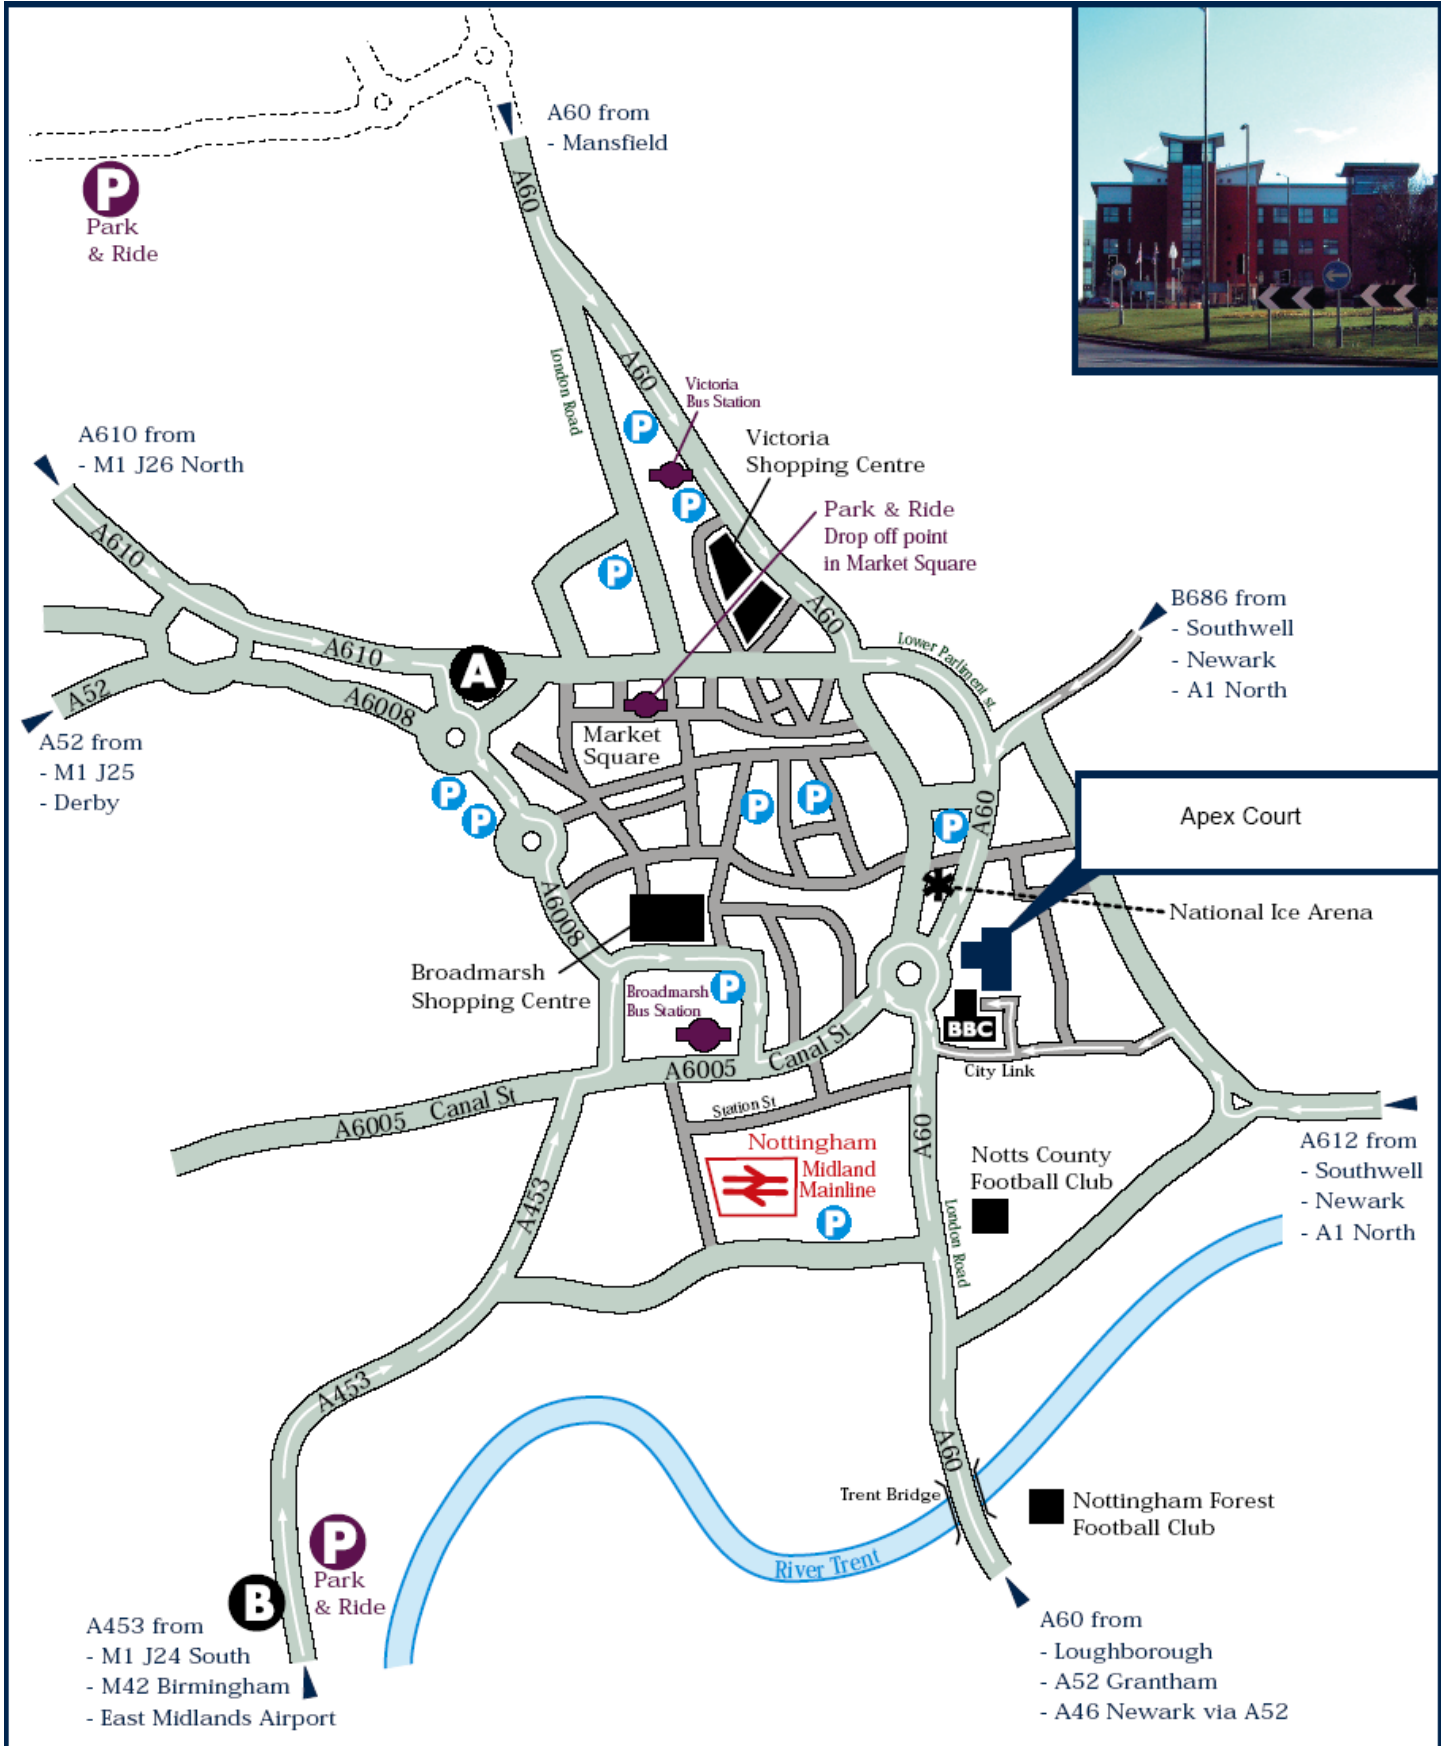 A60 from
- Mansfield
P
Park
& Ride
A60
London Road
A60
Victoria
Bus Station
P
Victoria
Shopping Centre
A610 from
- M1 J26 North
P
Park & Ride
Drop off point
in Market Square
A610
P
A60
B686 from
- Southwell
- Newark
- A1 North
Lower Parliment st
A610
A
A52
A6008
A52 from
- M1 J25
- Derby
Market
Square
P
P
P
P
P
A60
Apex Court
A6008
National Ice Arena
Broadmarsh
Shopping Centre
Broadmarsh
Bus Station
P
BBC
Canal St
City Link
A6005
A6005 Canal St
Station St
A60
A612 from
- Southwell
- Newark
- A1 North
Nottingham
Midland
Mainline
P
Notts County
Football Club
London Road
A453
A453
A60
Trent Bridge
Nottingham Forest
Football Club
River Trent
P
Park
& Ride
B
A453 from
- M1 J24 South
- M42 Birmingham
- East Midlands Airport
A60 from
- Loughborough
- A52 Grantham
- A46 Newark via A52